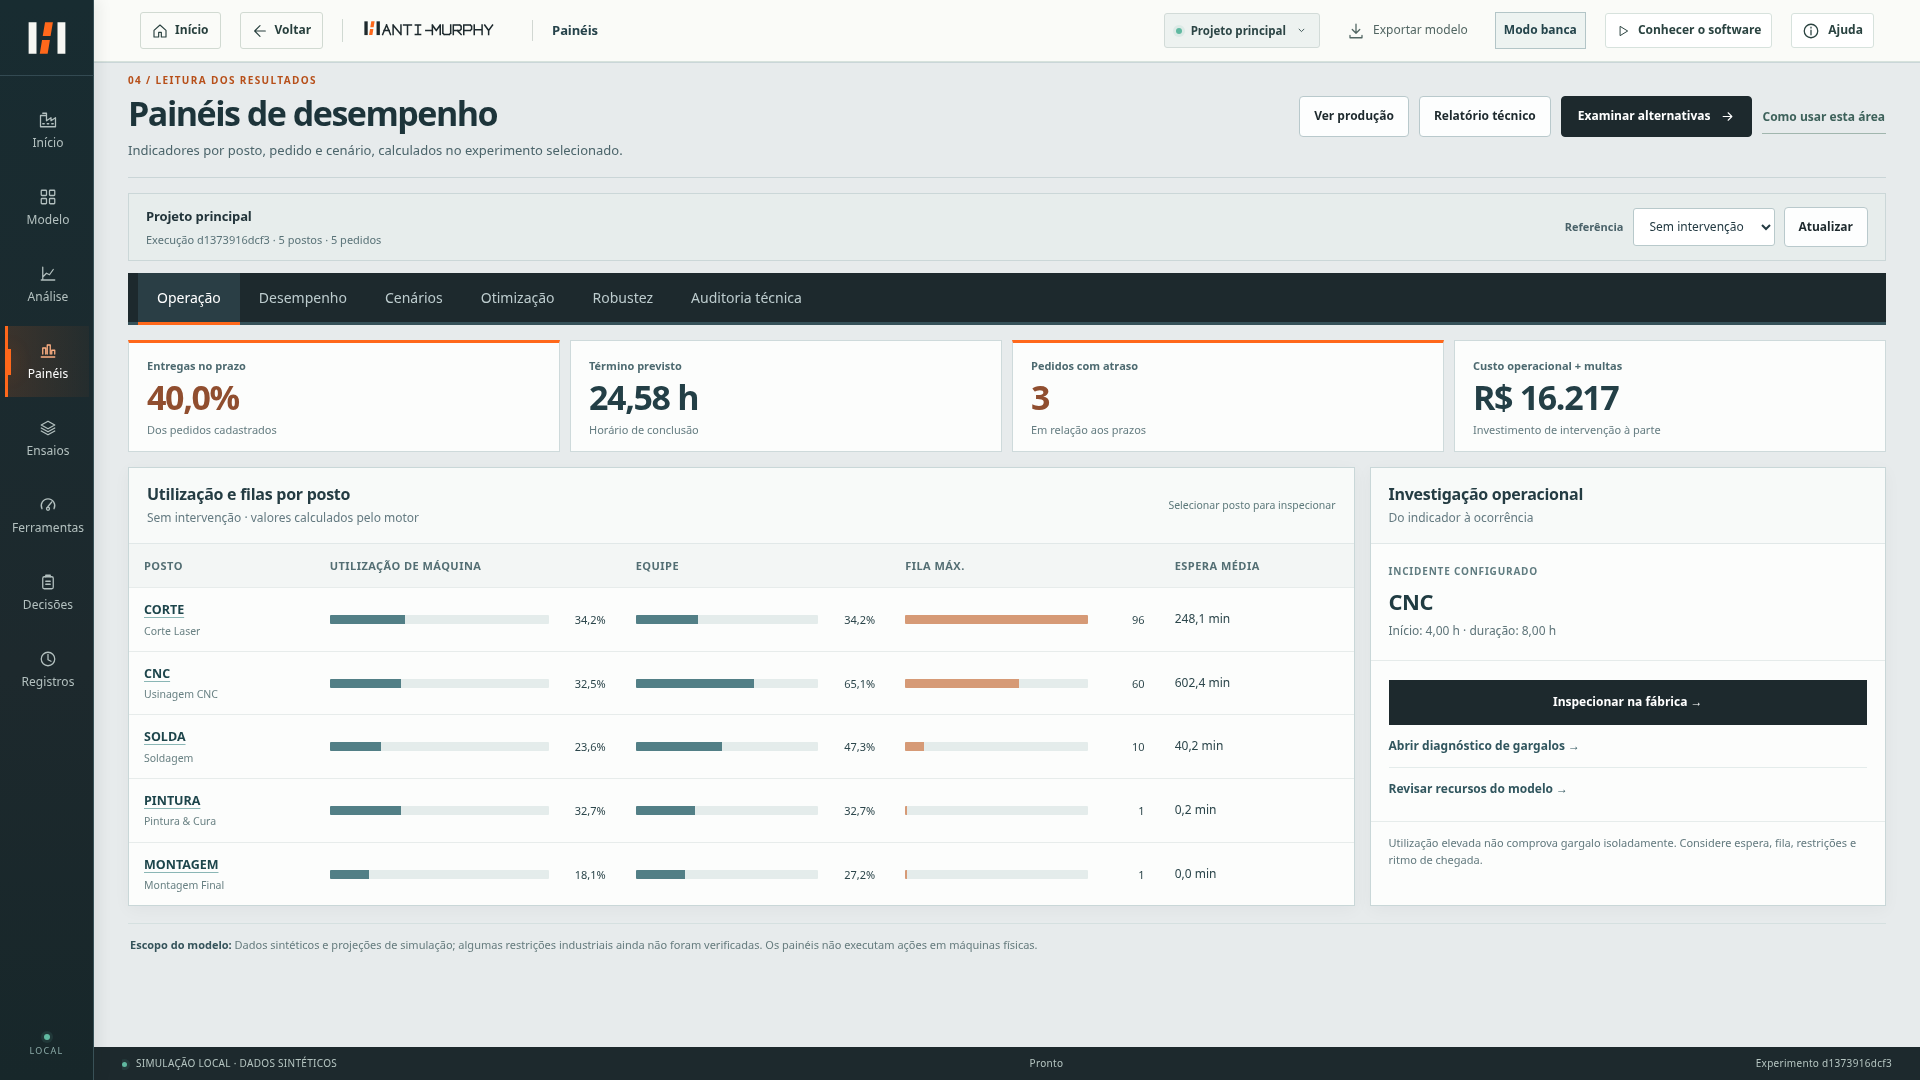 Início
Voltar
ANTI-MURPHY
Painéis
Projeto principal
Exportar modelo
Modo banca
Conhecer o software
Ajuda
Início
Modelo
Análise
Painéis
Ensaios
Ferramentas
Decisões
Registros
LOCAL
04 / LEITURA DOS RESULTADOS
Painéis de desempenho
Indicadores por posto, pedido e cenário, calculados no experimento selecionado.
Ver produção
Relatório técnico
Examinar alternativas →
Como usar esta área
Projeto principal
Execução d1373916dcf3 · 5 postos · 5 pedidos
Referência
Sem intervenção
Atualizar
Operação
Desempenho
Cenários
Otimização
Robustez
Auditoria técnica
Entregas no prazo
40,0%
Dos pedidos cadastrados
Término previsto
24,58 h
Horário de conclusão
Pedidos com atraso
3
Em relação aos prazos
Custo operacional + multas
R$ 16.217
Investimento de intervenção à parte
Utilização e filas por posto
Sem intervenção · valores calculados pelo motor
Selecionar posto para inspecionar
POSTO UTILIZAÇÃO DE MÁQUINA EQUIPE FILA MÁX. ESPERA MÉDIA
CORTE
Corte Laser
34,2% 34,2% 96 248,1 min
CNC
Usinagem CNC
32,5% 65,1% 60 602,4 min
SOLDA
Soldagem
23,6% 47,3% 10 40,2 min
PINTURA
Pintura & Cura
32,7% 32,7% 1 0,2 min
MONTAGEM
Montagem Final
18,1% 27,2% 1 0,0 min
Investigação operacional
Do indicador à ocorrência
INCIDENTE CONFIGURADO
CNC
Início: 4,00 h · duração: 8,00 h
Inspecionar na fábrica →
Abrir diagnóstico de gargalos →
Revisar recursos do modelo →
Utilização elevada não comprova gargalo isoladamente. Considere espera, fila, restrições e
ritmo de chegada.
Escopo do modelo: Dados sintéticos e projeções de simulação; algumas restrições industriais ainda não foram verificadas. Os painéis não executam ações em máquinas físicas.
SIMULAÇÃO LOCAL · DADOS SINTÉTICOS
Pronto
Experimento d1373916dcf3